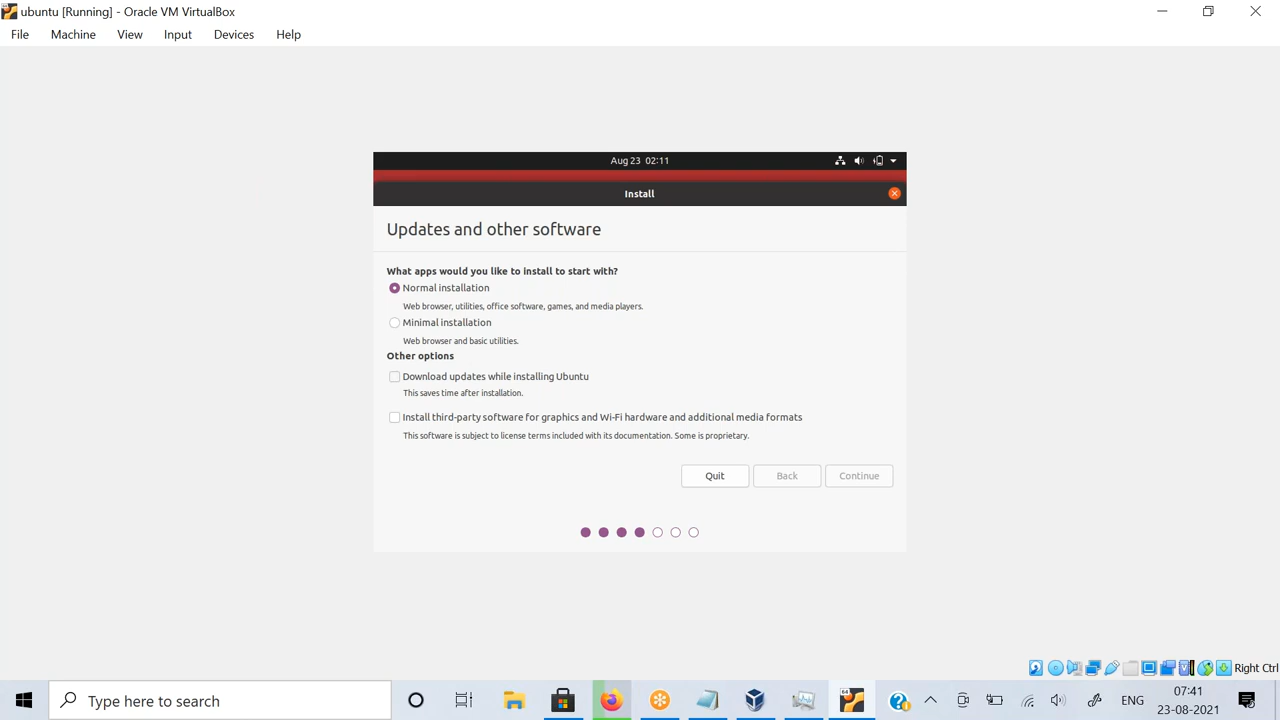 ubuntu [Running] - Oracle VM VirtualBox
File Machine View Input Devices Help
Aug 23 02:11
Install
Updates and other software
What apps would you like to install to start with?
Normal installation
Web browser, utilities, office software, games, and media players.
Minimal installation
Web browser and basic utilities.
Other options
Download updates while installing Ubuntu
This saves time after installation.
Install third-party software for graphics and Wi-Fi hardware and additional media formats
This software is subject to license terms included with its documentation. Some is proprietary.
Quit Back Continue
Right Ctrl
Type here to search
ENG
07:41
23-08-2021